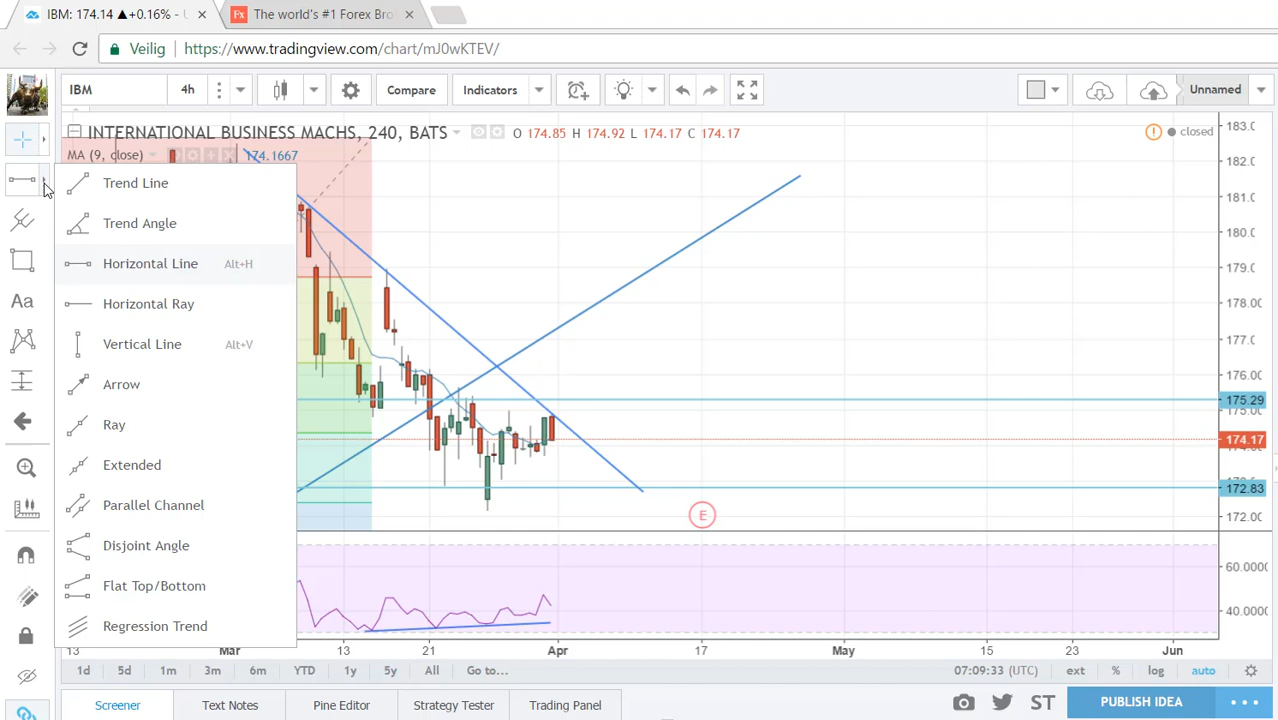 IBM: 174.14 ▲+0.16% -
Fx The world's #1 Forex Bro
Veilig https://www.tradingview.com/chart/mJ0wKTEV/
IBM 4h Compare Indicators Unnamed
INTERNATIONAL BUSINESS MACHS, 240, BATS O 174.85 H 174.92 L 174.17 C 174.17 closed
MA (9, close) 174.1667
Trend Line
Trend Angle
Horizontal Line Alt+H
Horizontal Ray
Vertical Line Alt+V
Arrow
Ray
Extended
Parallel Channel
Disjoint Angle
Flat Top/Bottom
Regression Trend
Aa
183.0
182.0
181.0
180.0
179.0
178.0
177.0
176.0
175.29
175.0
174.17
172.83
172.00
E
60.0000
40.0000
13 Mar 13 21 Apr 17 May 15 23 Jun
1d 5d 1m 3m 6m YTD 1y 5y All Go to... 07:09:33 (UTC) ext % log auto
Screener Text Notes Pine Editor Strategy Tester Trading Panel ST PUBLISH IDEA